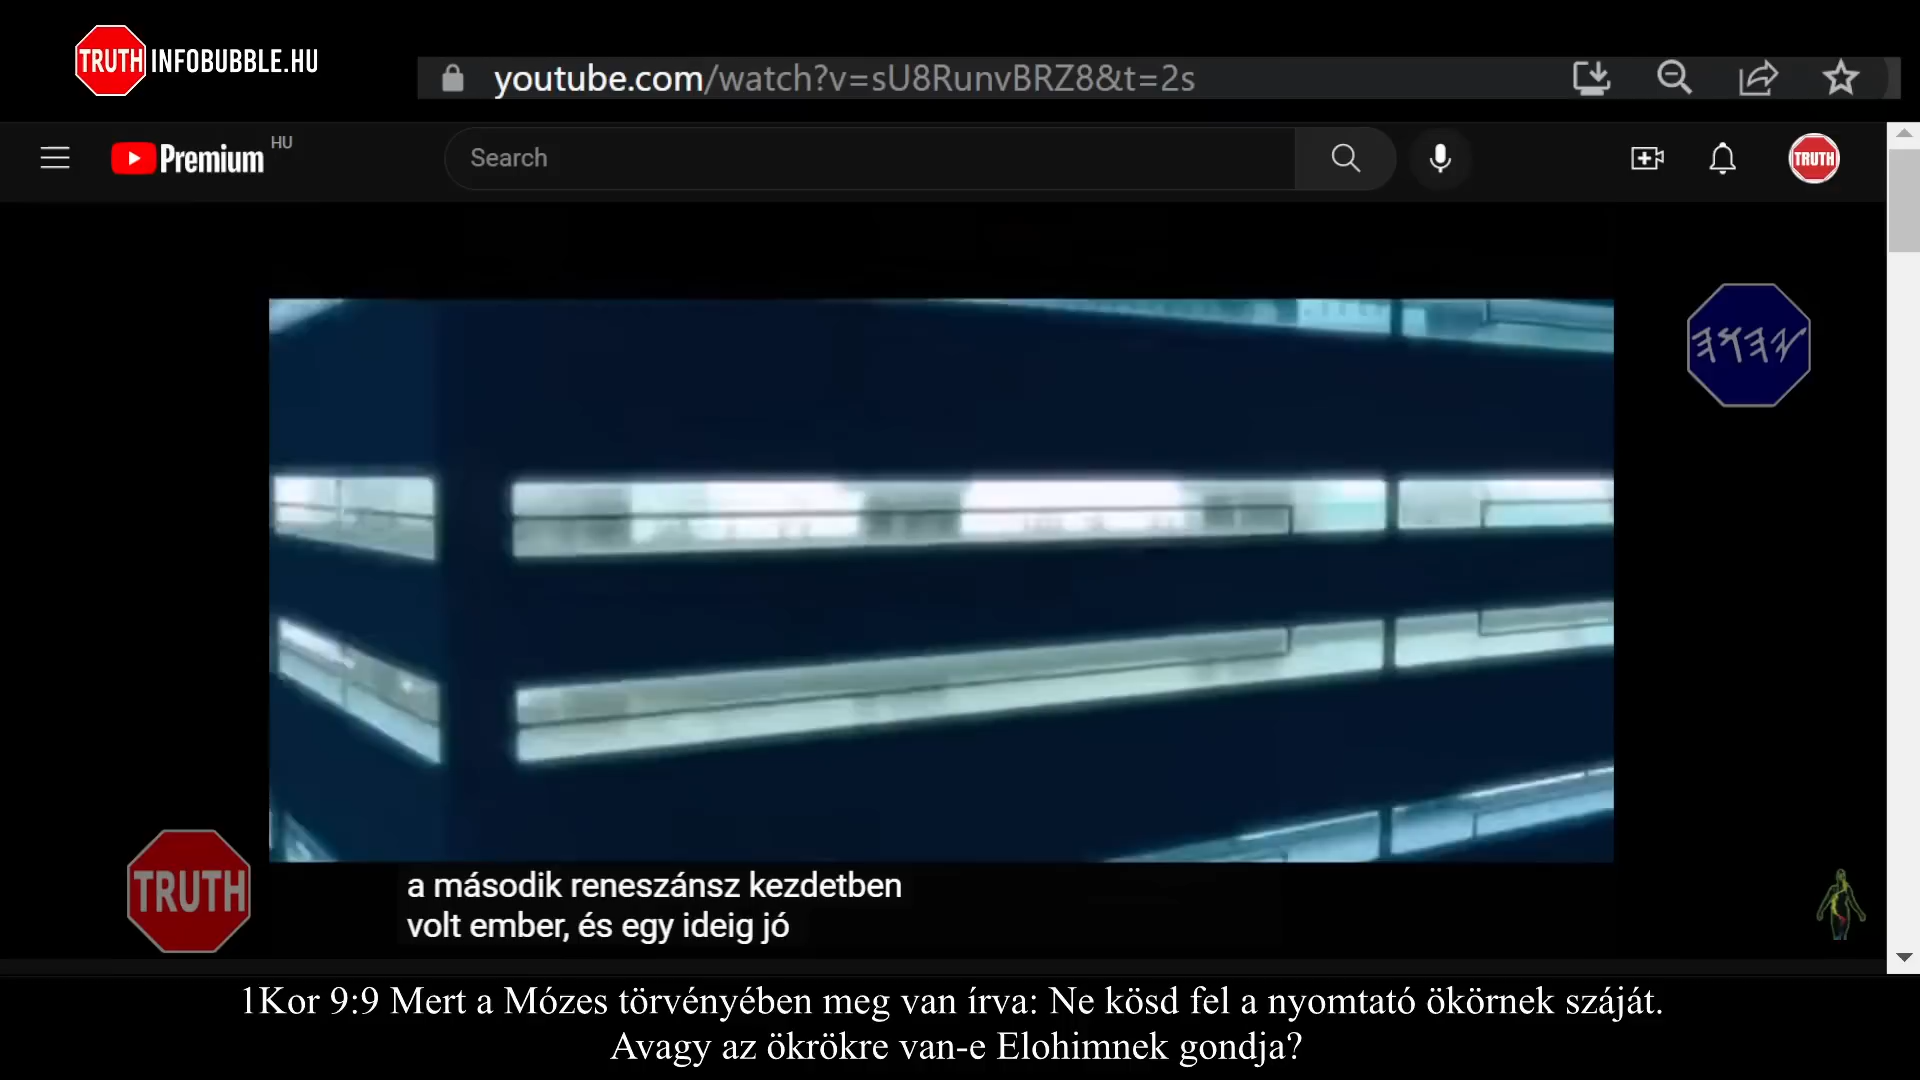 TRUTH INFOBUBBLE.HU
youtube.com/watch?v=sU8RunvBRZ8&t=2s
Premium HU
Search
TRUTH
𐤉𐤄𐤅𐤄
TRUTH
a második reneszánsz kezdetben
volt ember, és egy ideig jó
1Kor 9:9 Mert a Mózes törvényében meg van írva: Ne kösd fel a nyomtató ökörnek száját.
Avagy az ökrökre van-e Elohimnek gondja?